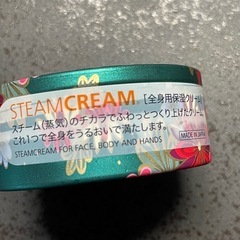 STEAMCREAM [全身用保湿クリーム]
スチーム(蒸気)のチカラでふわっとつくり上げたクリーム。
これ1つで全身をうるおいで満たします。
MADE IN JAPAN
STEAMCREAM FOR FACE, BODY AND HANDS